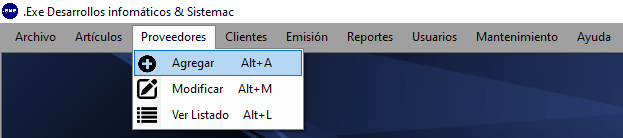 .EXE .Exe Desarrollos infomáticos & Sistemac
Archivo Artículos Proveedores Clientes Emisión Reportes Usuarios Mantenimiento Ayuda
Agregar Alt+A
Modificar Alt+M
Ver Listado Alt+L